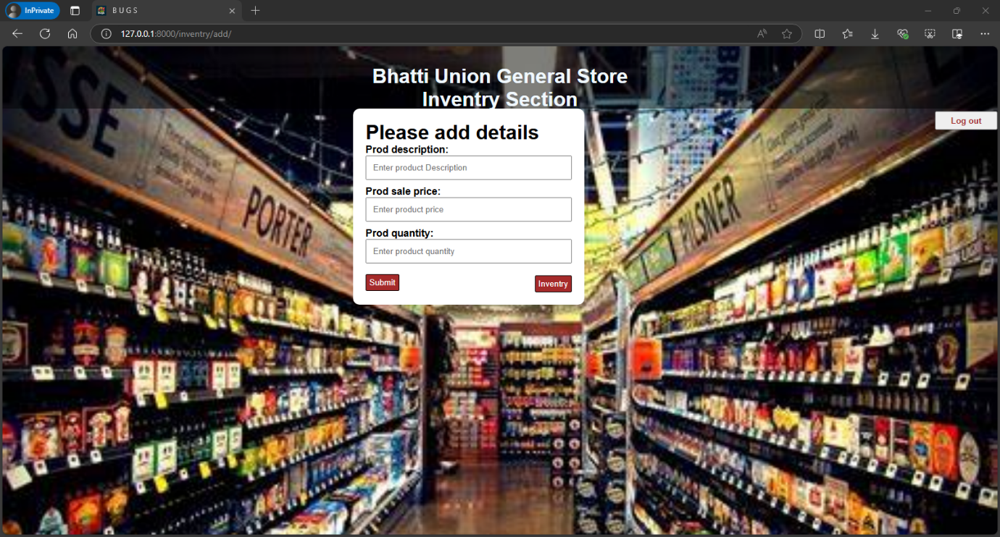 InPrivate
B U G S
127.0.0.1:8000/inventry/add/
Bhatti Union General Store
Inventry Section
Log out
Please add details
Prod description:
Enter product Description
Prod sale price:
Enter product price
Prod quantity:
Enter product quantity
Submit
Inventry
SSE
PORTER
PILSNER